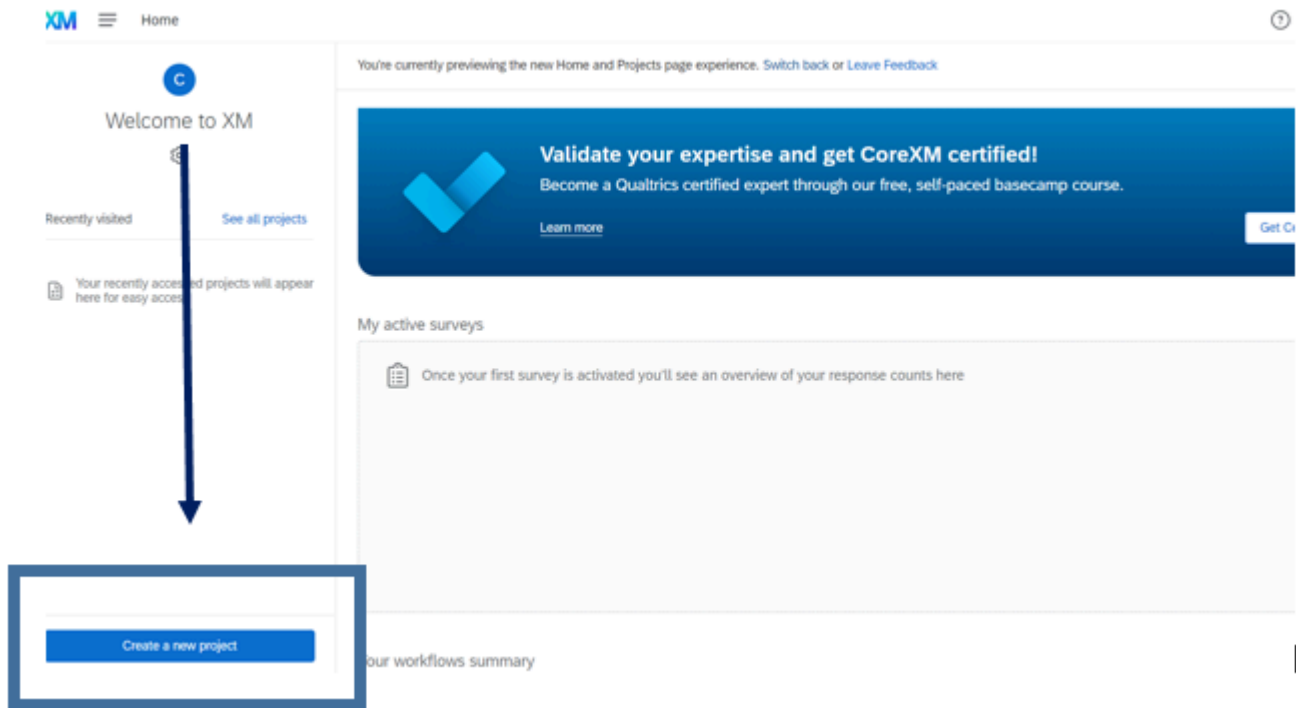 XM Home
C
Welcome to XM
Recently visited See all projects
Your recently accessed projects will appear
here for easy access
Create a new project
You're currently previewing the new Home and Projects page experience. Switch back or Leave Feedback
Validate your expertise and get CoreXM certified!
Become a Qualtrics certified expert through our free, self-paced basecamp course.
Learn more
Get
My active surveys
Once your first survey is activated you'll see an overview of your response counts here
our workflows summary